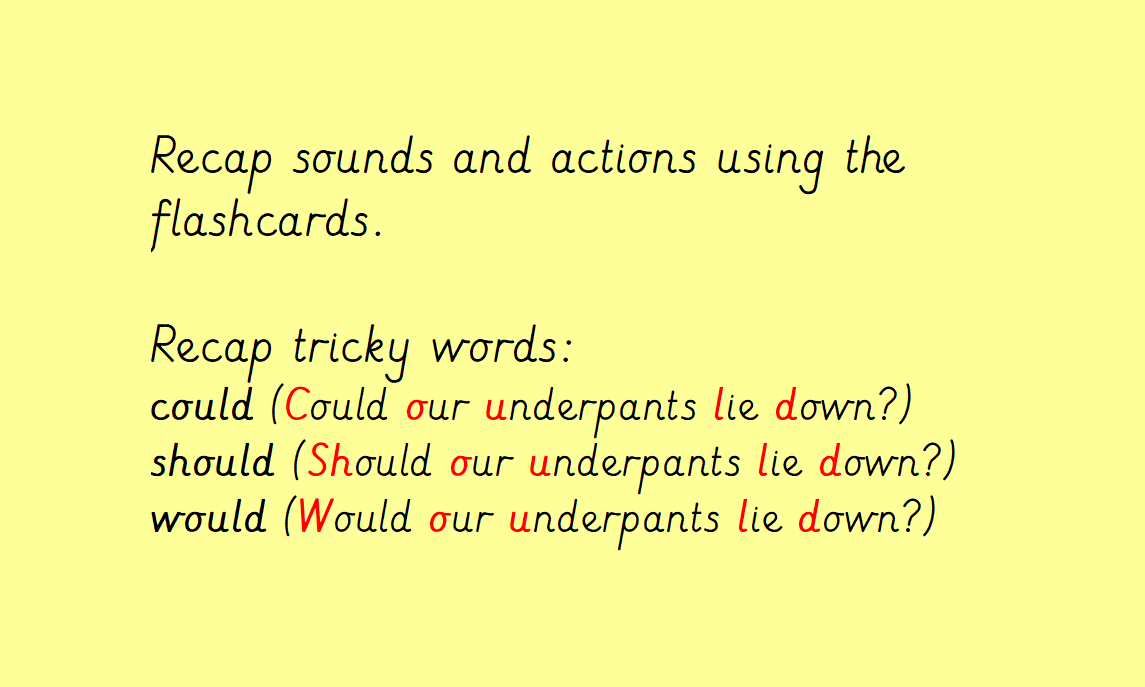 Recap sounds and actions using the
flashcards.
Recap tricky words:
could (Could our underpants lie down?)
should (Should our underpants lie down?)
would (Would our underpants lie down?)